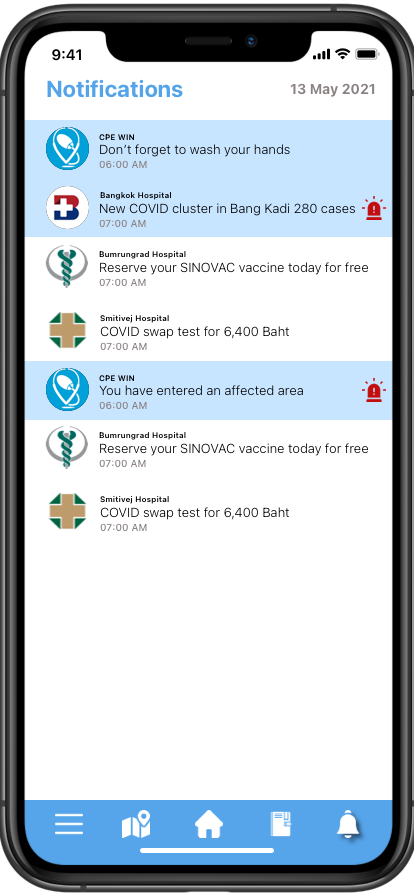 9:41
Notifications
13 May 2021
CPE WIN
Don't forget to wash your hands
06:00 AM
Bangkok Hospital
New COVID cluster in Bang Kadi 280 cases
07:00 AM
Bumrungrad Hospital
Reserve your SINOVAC vaccine today for free
07:00 AM
Smitivej Hospital
COVID swap test for 6,400 Baht
07:00 AM
CPE WIN
You have entered an affected area
06:00 AM
Bumrungrad Hospital
Reserve your SINOVAC vaccine today for free
07:00 AM
Smitivej Hospital
COVID swap test for 6,400 Baht
07:00 AM